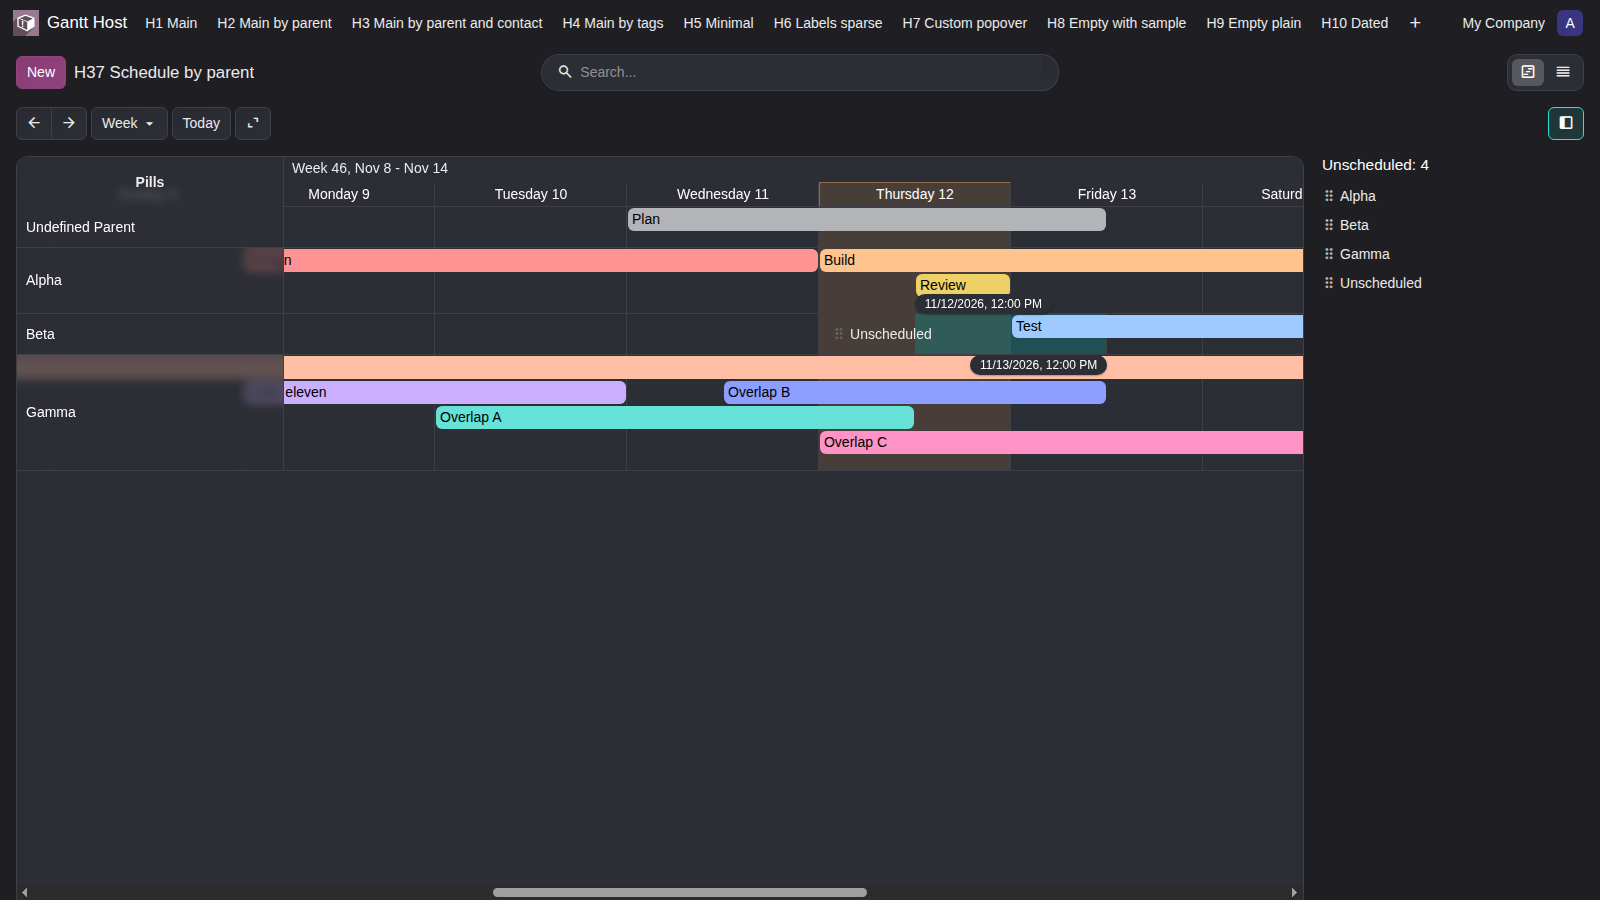 Gantt Host H1 Main H2 Main by parent H3 Main by parent and contact H4 Main by tags H5 Minimal H6 Labels sparse H7 Custom popover H8 Empty with sample H9 Empty plain H10 Dated + My Company A
New H37 Schedule by parent Search...
Week Today
Week 46, Nov 8 - Nov 14
Unscheduled: 4
Pills
Monday 9 Tuesday 10 Wednesday 11 Thursday 12 Friday 13 Saturd
Alpha
Beta
Gamma
Unscheduled
Undefined Parent Plan
n Build
Alpha
Review
11/12/2026, 12:00 PM
Beta Unscheduled Test
11/13/2026, 12:00 PM
eleven Overlap B
Gamma
Overlap A
Overlap C